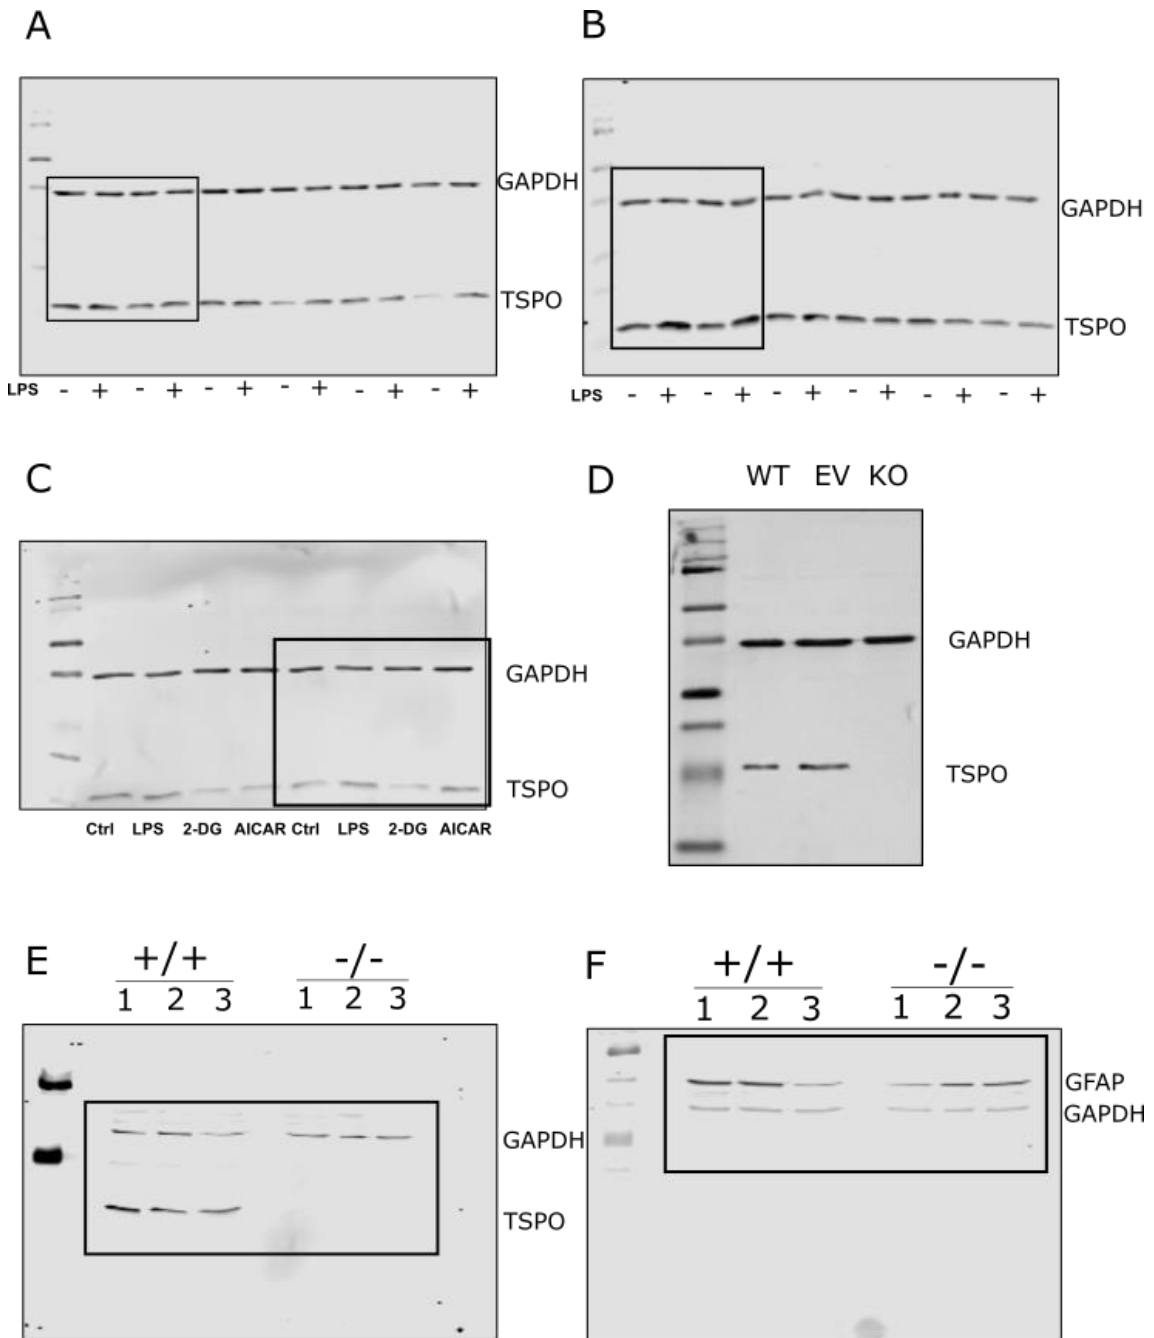 A
B
GAPDH
TSPO
LPS - + - + - + - + - + - +
GAPDH
TSPO
LPS - + - + - + - + - + - +
C
GAPDH
TSPO
Ctrl LPS 2-DG AICAR Ctrl LPS 2-DG AICAR
D
WT EV KO
GAPDH
TSPO
E
+/+ -/-
1 2 3 1 2 3
GAPDH
TSPO
F
+/+ -/-
1 2 3 1 2 3
GFAP
GAPDH